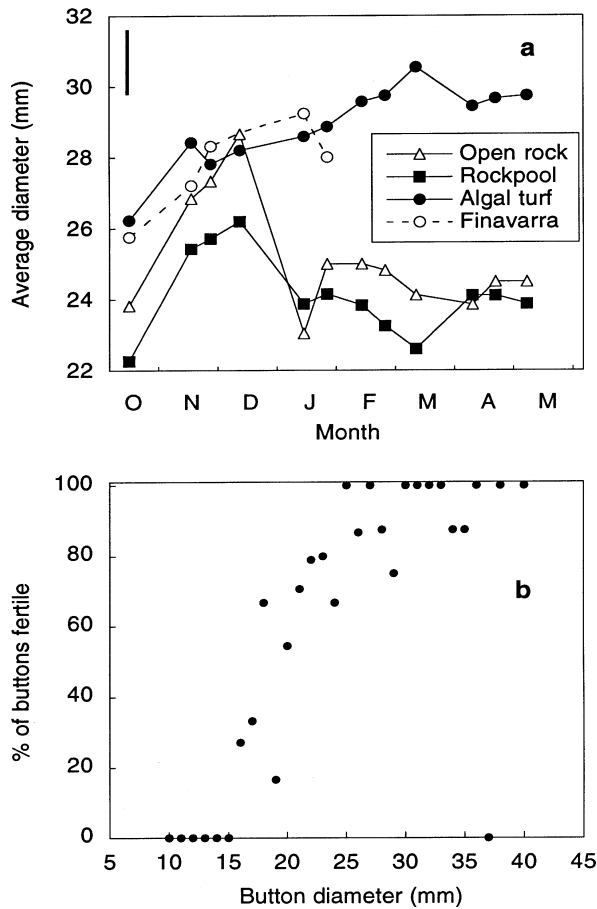 32
30
28
26
24
22
Average diameter (mm)
a
Open rock
Rockpool
Algal turf
Finavarra
O N D J F M A M
Month
100
80
60
40
20
0
% of buttons fertile
b
5 10 15 20 25 30 35 40 45
Button diameter (mm)